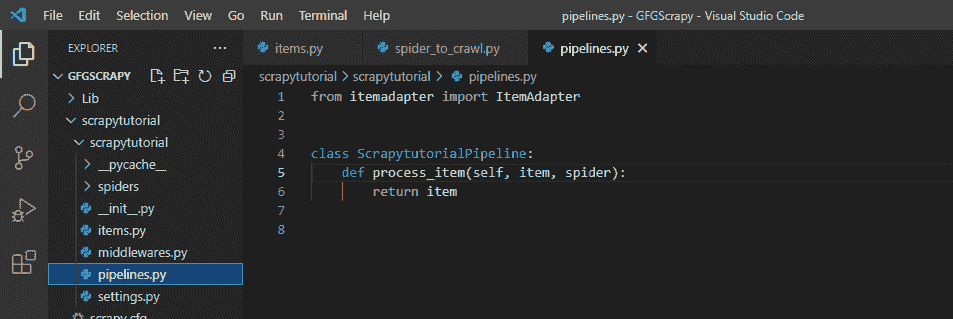 File Edit Selection View Go Run Terminal Help pipelines.py - GFGScrapy - Visual Studio Code
EXPLORER ...
items.py spider_to_crawl.py pipelines.py
GFGSCRAPY
scrapytutorial > scrapytutorial > pipelines.py
Lib
scrapytutorial
scrapytutorial
__pycache__
spiders
__init__.py
items.py
middlewares.py
pipelines.py
settings.py
scrapy.cfg
1 from itemadapter import ItemAdapter
2
3
4 class ScrapytutorialPipeline:
5 def process_item(self, item, spider):
6 return item
7
8